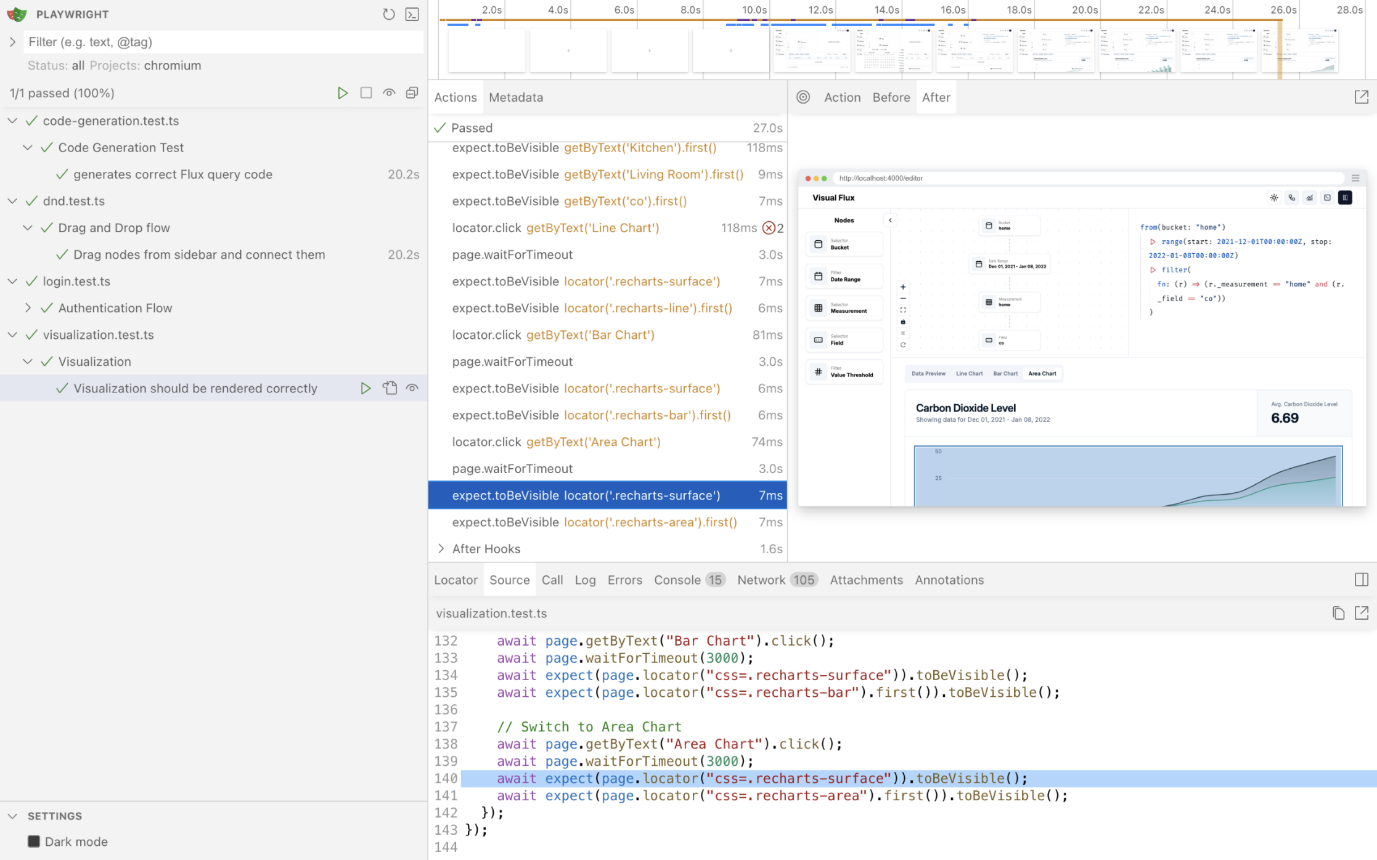 PLAYWRIGHT
Filter (e.g. text, @tag)
Status: all Projects: chromium
1/1 passed (100%)
code-generation.test.ts
Code Generation Test
generates correct Flux query code 20.2s
dnd.test.ts
Drag and Drop flow
Drag nodes from sidebar and connect them 20.2s
login.test.ts
Authentication Flow
visualization.test.ts
Visualization
Visualization should be rendered correctly
SETTINGS
Dark mode
2.0s 4.0s 6.0s 8.0s 10.0s 12.0s 14.0s 16.0s 18.0s 20.0s 22.0s 24.0s 26.0s 28.0s
Actions Metadata
Passed 27.0s
expect.toBeVisible getByText('Kitchen').first() 118ms
expect.toBeVisible getByText('Living Room').first() 9ms
expect.toBeVisible getByText('co').first() 7ms
locator.click getByText('Line Chart') 118ms 2
page.waitForTimeout 3.0s
expect.toBeVisible locator('.recharts-surface') 7ms
expect.toBeVisible locator('.recharts-line').first() 6ms
locator.click getByText('Bar Chart') 81ms
page.waitForTimeout 3.0s
expect.toBeVisible locator('.recharts-surface') 6ms
expect.toBeVisible locator('.recharts-bar').first() 6ms
locator.click getByText('Area Chart') 74ms
page.waitForTimeout 3.0s
expect.toBeVisible locator('.recharts-surface') 7ms
expect.toBeVisible locator('.recharts-area').first() 7ms
After Hooks 1.6s
Action Before After
http://localhost:4000/editor
Visual Flux
Nodes
Selector
Bucket
Filter
Date Range
Selector
Measurement
Selector
Field
Filter
Value Threshold
Bucket
home
Date Range
Dec 01, 2021 - Jan 08, 2022
Measurement
home
Field
co
from(bucket: "home")
|> range(start: 2021-12-01T00:00:00Z, stop:
2022-01-08T00:00:00Z)
|> filter(
fn: (r) => (r._measurement == "home" and (r.
_field == "co"))
)
Data Preview Line Chart Bar Chart Area Chart
Carbon Dioxide Level
Showing data for Dec 01, 2021 - Jan 08, 2022
Avg. Carbon Dioxide Level
6.69
Locator Source Call Log Errors Console 15 Network 105 Attachments Annotations
visualization.test.ts
132 await page.getByText("Bar Chart").click();
133 await page.waitForTimeout(3000);
134 await expect(page.locator("css=.recharts-surface")).toBeVisible();
135 await expect(page.locator("css=.recharts-bar").first()).toBeVisible();
136
137 // Switch to Area Chart
138 await page.getByText("Area Chart").click();
139 await page.waitForTimeout(3000);
140 await expect(page.locator("css=.recharts-surface")).toBeVisible();
141 await expect(page.locator("css=.recharts-area").first()).toBeVisible();
142 });
143 });
144